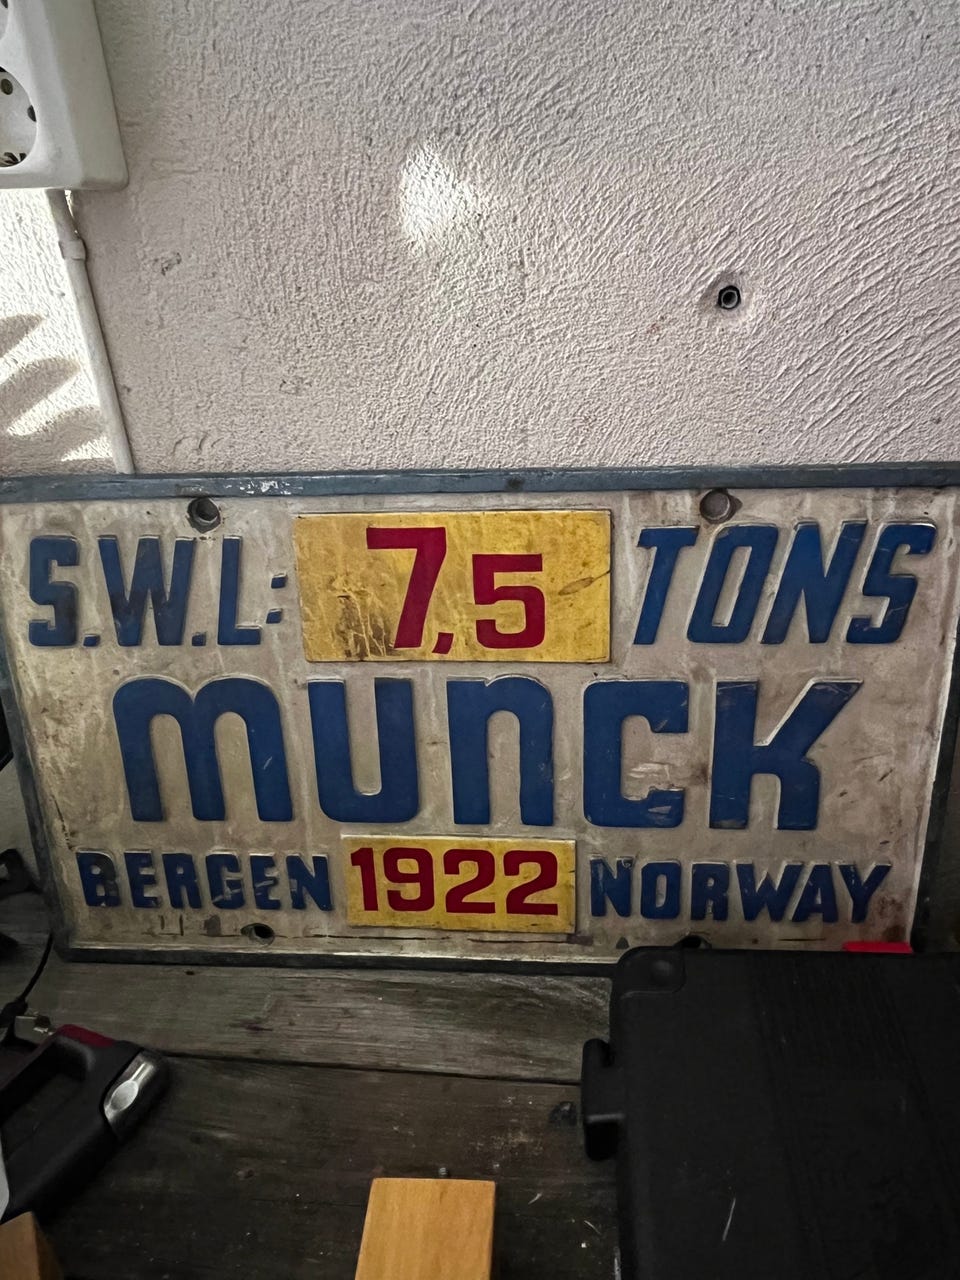 S.W.L: 7,5 TONS
MUNCK
BERGEN 1922 NORWAY